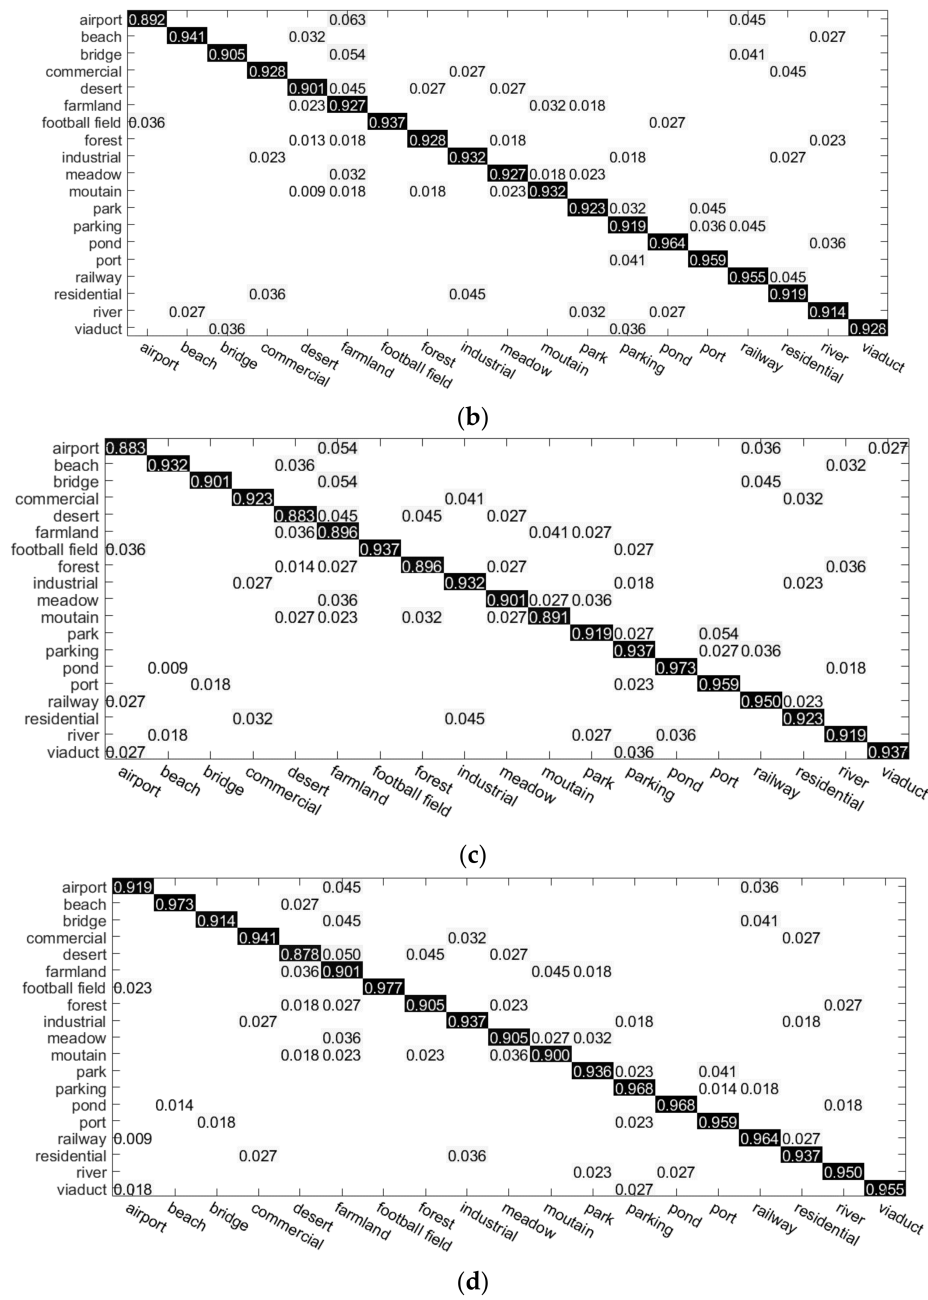 airport 0.892 0.063 0.045
beach 0.941 0.032 0.027
bridge 0.905 0.054 0.041
commercial 0.928 0.027 0.045
desert 0.901 0.045 0.027 0.027
farmland 0.023 0.927 0.032 0.018
football field 0.036 0.937 0.027
forest 0.013 0.018 0.928 0.018 0.023
industrial 0.023 0.932 0.018 0.027
meadow 0.032 0.927 0.018 0.023
moutain 0.009 0.018 0.018 0.023 0.932
park 0.923 0.032 0.045
parking 0.919 0.036 0.045
pond 0.964 0.036
port 0.041 0.959
railway 0.955 0.045
residential 0.036 0.045 0.919
river 0.027 0.032 0.027 0.914
viaduct 0.036 0.036 0.928
airport beach bridge commercial desert farmland football field forest industrial meadow moutain park parking pond port railway residential river viaduct
(b)
airport 0.883 0.054 0.036 0.027
beach 0.932 0.036 0.032
bridge 0.901 0.054 0.045
commercial 0.923 0.041 0.032
desert 0.883 0.045 0.045 0.027
farmland 0.036 0.896 0.041 0.027
football field 0.036 0.937 0.027
forest 0.014 0.027 0.896 0.027 0.036
industrial 0.027 0.932 0.018 0.023
meadow 0.036 0.901 0.027 0.036
moutain 0.027 0.023 0.032 0.027 0.891
park 0.919 0.027 0.054
parking 0.937 0.027 0.036
pond 0.009 0.973 0.018
port 0.018 0.023 0.959
railway 0.027 0.950 0.023
residential 0.032 0.045 0.923
river 0.018 0.027 0.036 0.919
viaduct 0.027 0.036 0.937
airport beach bridge commercial desert farmland football field forest industrial meadow moutain park parking pond port railway residential river viaduct
(c)
airport 0.919 0.045 0.036
beach 0.973 0.027
bridge 0.914 0.045 0.041
commercial 0.941 0.032 0.027
desert 0.878 0.050 0.045 0.027
farmland 0.036 0.901 0.045 0.018
football field 0.023 0.977
forest 0.018 0.027 0.905 0.023 0.027
industrial 0.027 0.937 0.018 0.018
meadow 0.036 0.905 0.027 0.032
moutain 0.018 0.023 0.023 0.036 0.900
park 0.936 0.023 0.041
parking 0.968 0.014 0.018
pond 0.014 0.968 0.018
port 0.018 0.023 0.959
railway 0.009 0.964 0.027
residential 0.027 0.036 0.937
river 0.023 0.027 0.950
viaduct 0.018 0.027 0.955
airport beach bridge commercial desert farmland football field forest industrial meadow moutain park parking pond port railway residential river viaduct
(d)